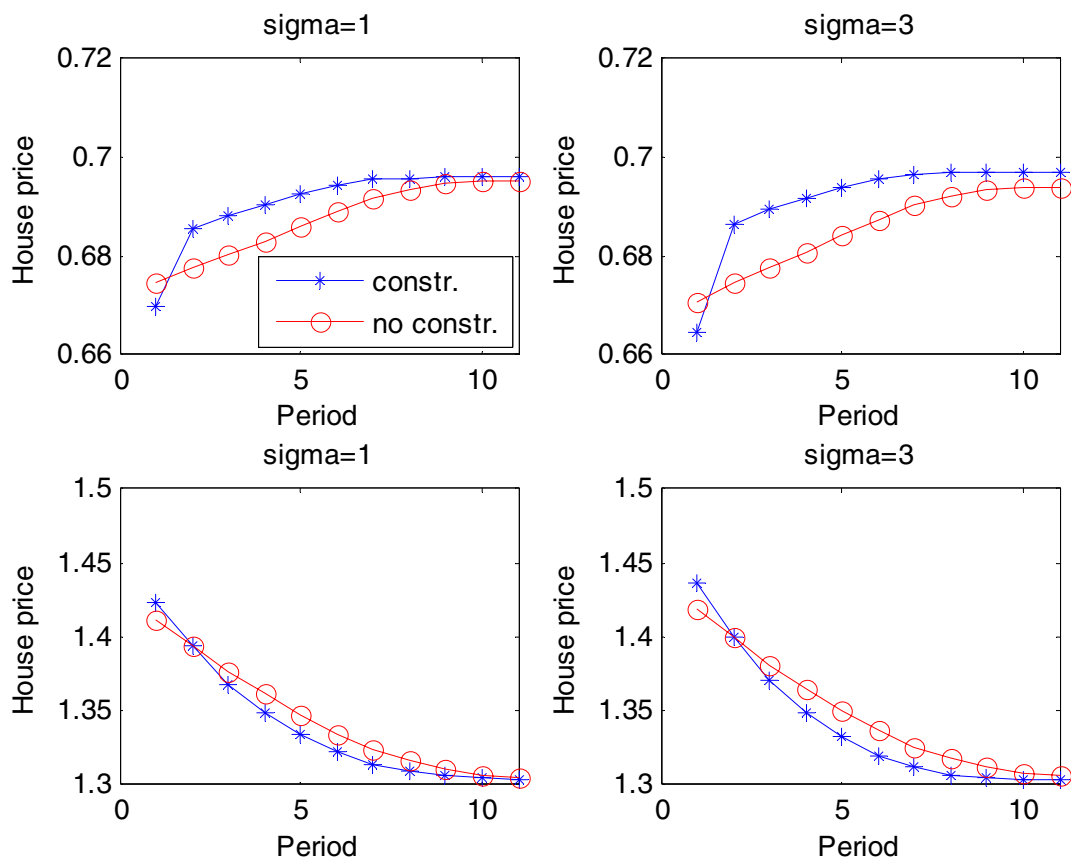 sigma=1
0.72
0.7
0.68
0.66
House price
constr.
no constr.
0
5
10
Period
sigma=3
0.72
0.7
0.68
0.66
House price
0
5
10
Period
sigma=1
1.5
1.45
1.4
1.35
1.3
House price
0
5
10
Period
sigma=3
1.5
1.45
1.4
1.35
1.3
House price
0
5
10
Period